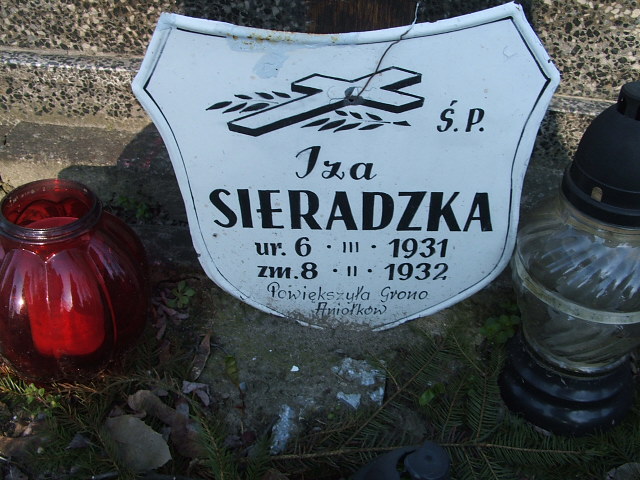 Ś.P.
Iza
SIERADZKA
ur. 6 · III · 1931
zm. 8 · II · 1932
Powiększyła Grono
Aniołków